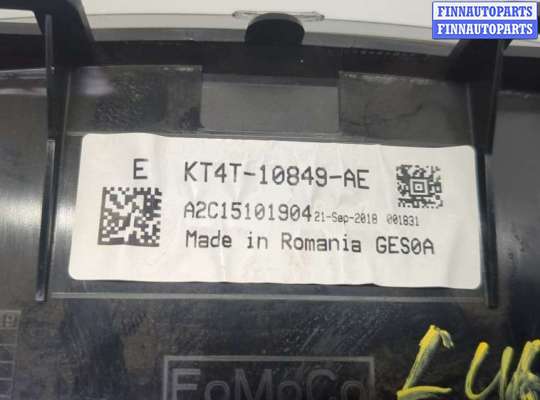 FINNAUTOPARTS
FINNAUTOPARTS
E KT4T-10849-AE
A2C15101904 21-Sep-2018 001831
Made in Romania GES0A
FoMoCo